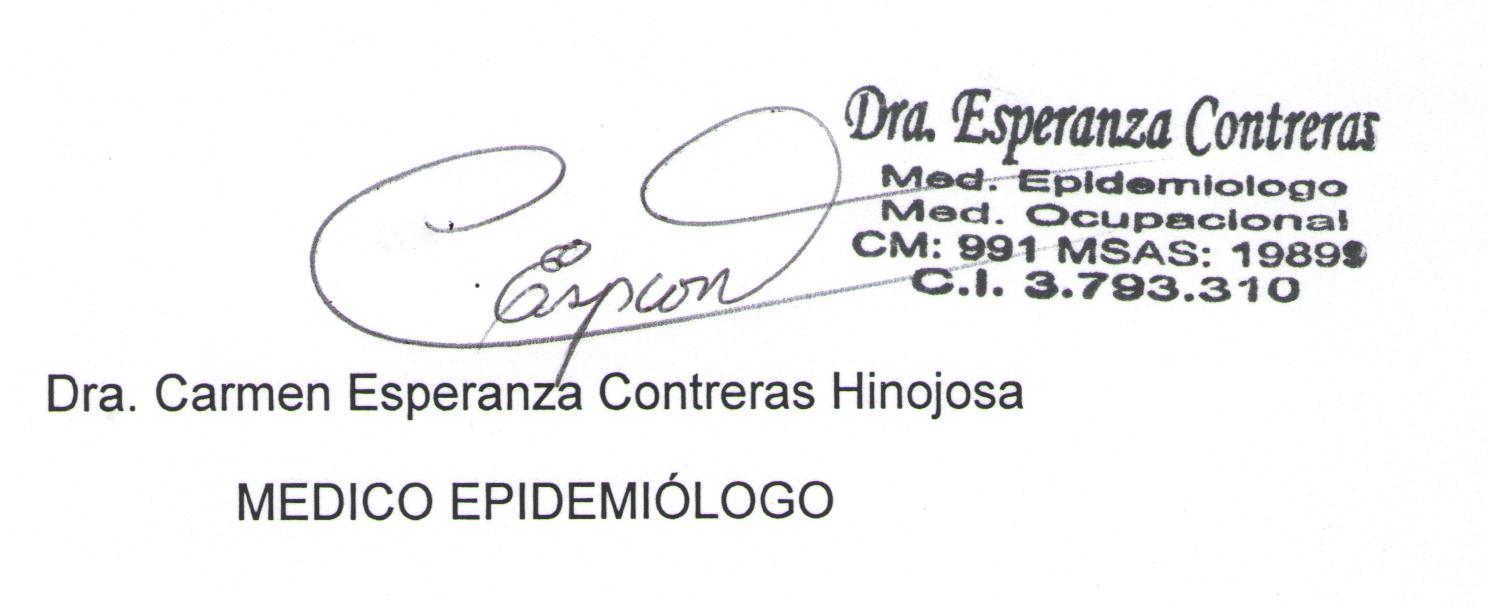 Dra. Esperanza Contreras
Med. Epidemiologo
Med. Ocupacional
CM: 991 MSAS: 19899
C.I. 3.793.310
Espcon
Dra. Carmen Esperanza Contreras Hinojosa
MEDICO EPIDEMIÓLOGO